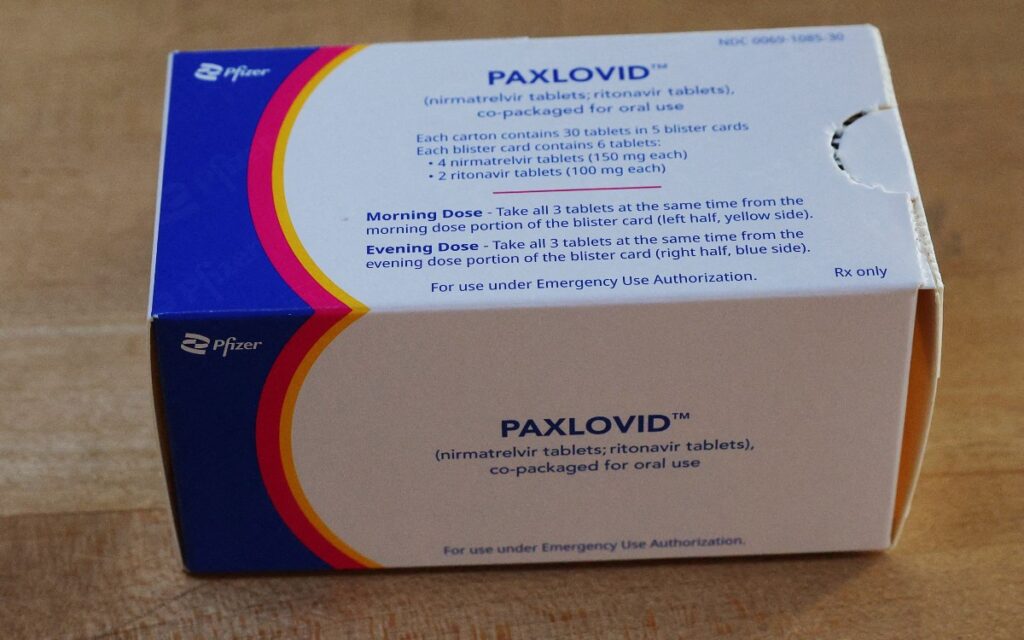 Pfizer
NDC 0069-1085-30
PAXLOVID™
(nirmatrelvir tablets; ritonavir tablets),
co-packaged for oral use
Each carton contains 30 tablets in 5 blister cards
Each blister card contains 6 tablets:
• 4 nirmatrelvir tablets (150 mg each)
• 2 ritonavir tablets (100 mg each)
Morning Dose - Take all 3 tablets at the same time from the
morning dose portion of the blister card (left half, yellow side).
Evening Dose - Take all 3 tablets at the same time from the
evening dose portion of the blister card (right half, blue side).
For use under Emergency Use Authorization.
Rx only
Pfizer
PAXLOVID™
(nirmatrelvir tablets; ritonavir tablets),
co-packaged for oral use
For use under Emergency Use Authorization.